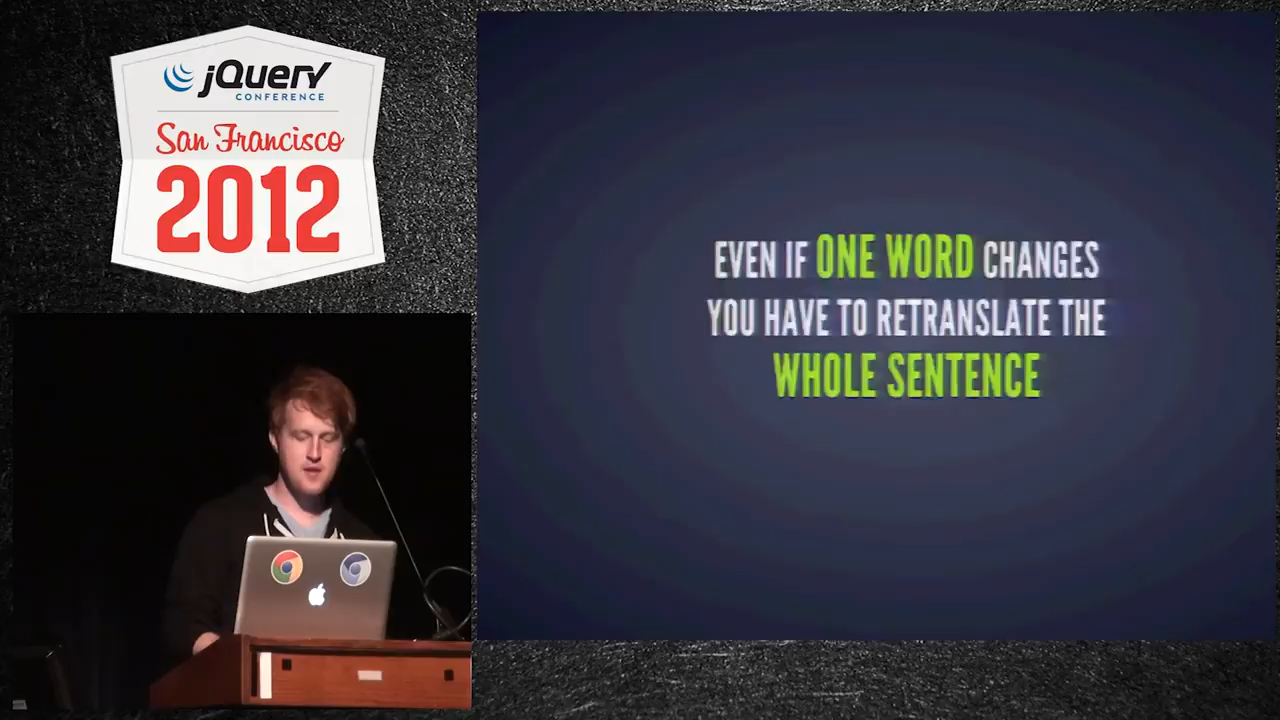 jQuery
CONFERENCE
San Francisco
2012
EVEN IF ONE WORD CHANGES
YOU HAVE TO RETRANSLATE THE
WHOLE SENTENCE